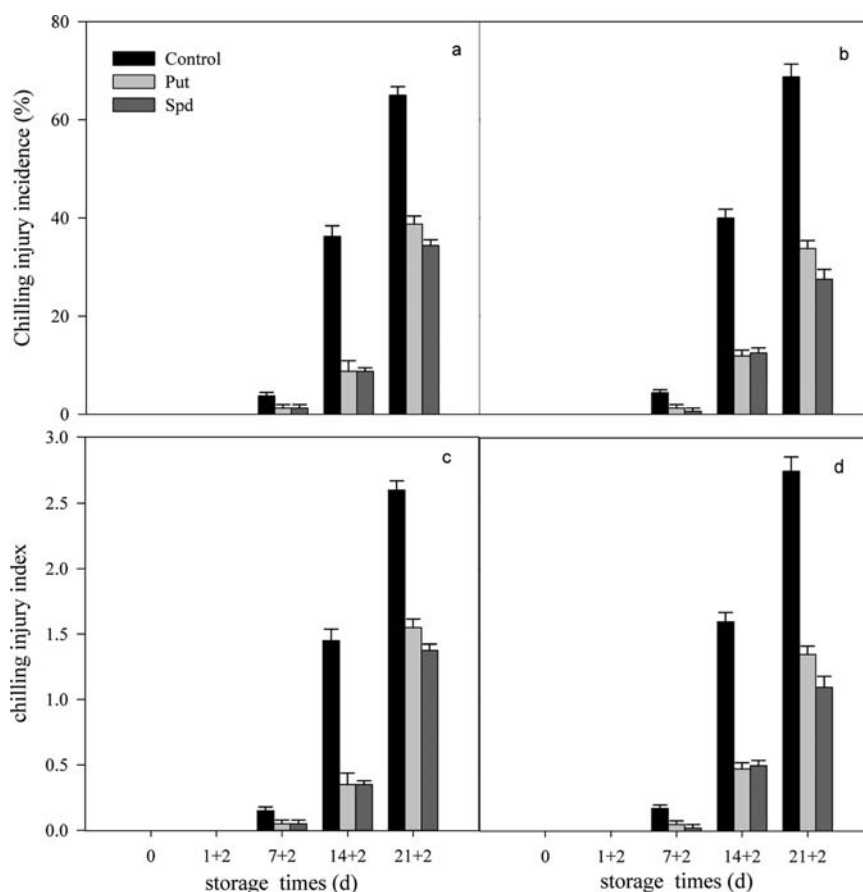 80
60
40
20
0
Chilling injury incidence (%)
Control
Put
Spd
a
b
3.0
2.5
2.0
1.5
1.0
0.5
0.0
chilling injury index
c
d
0 1+2 7+2 14+2 21+2
storage times (d)
0 1+2 7+2 14+2 21+2
storage times (d)